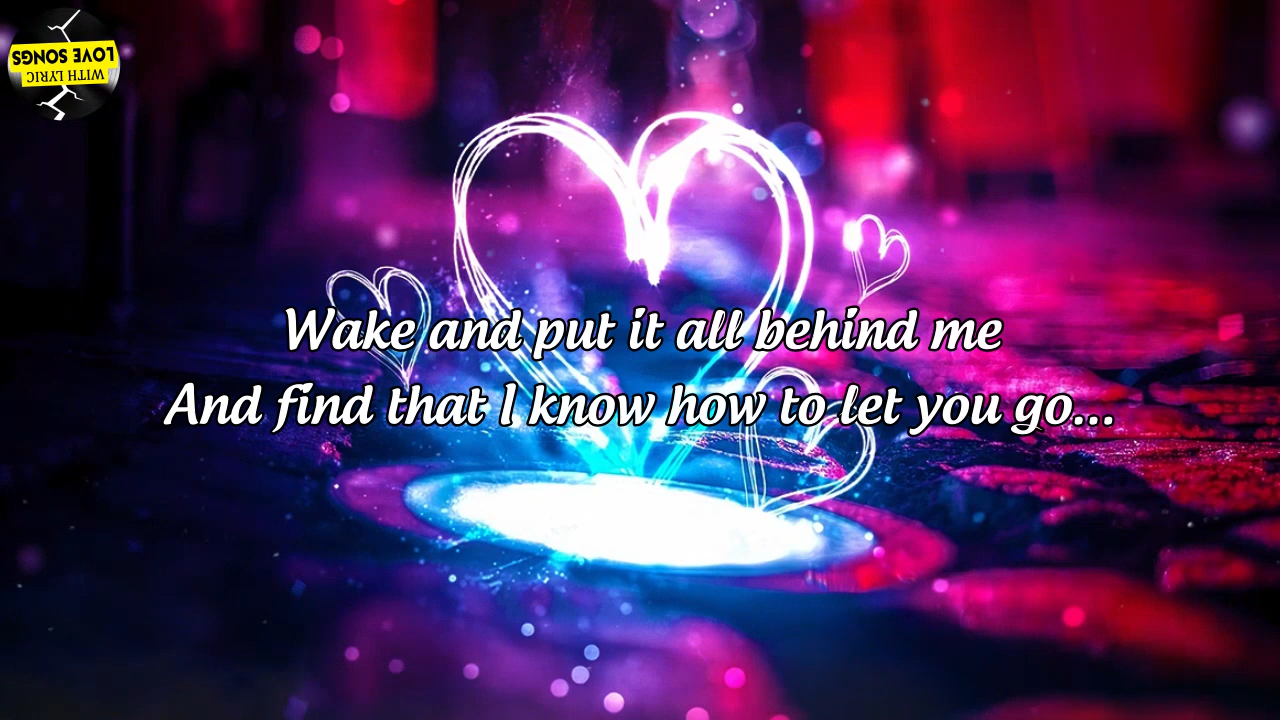 LOVE SONGS
WITH LYRIC
Wake and put it all behind me
And find that I know how to let you go...